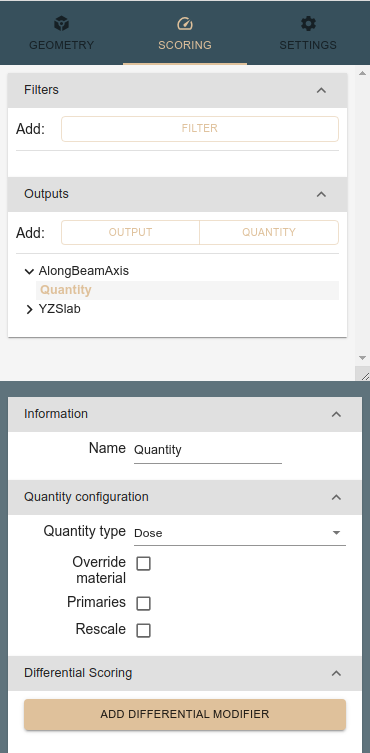 GEOMETRY SCORING SETTINGS
Filters
Add: FILTER
Outputs
Add: OUTPUT QUANTITY
AlongBeamAxis
Quantity
YZSlab
Information
Name Quantity
Quantity configuration
Quantity type Dose
Override
material
Primaries
Rescale
Differential Scoring
ADD DIFFERENTIAL MODIFIER